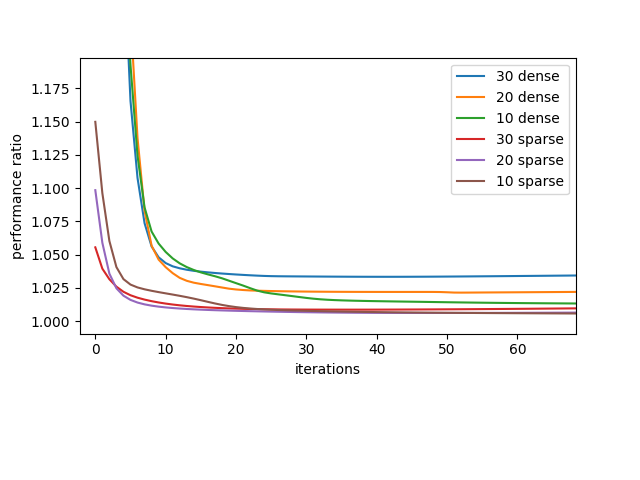 performance ratio
1.175
1.150
1.125
1.100
1.075
1.050
1.025
1.000
0
10
20
30
40
50
60
iterations
30 dense
20 dense
10 dense
30 sparse
20 sparse
10 sparse